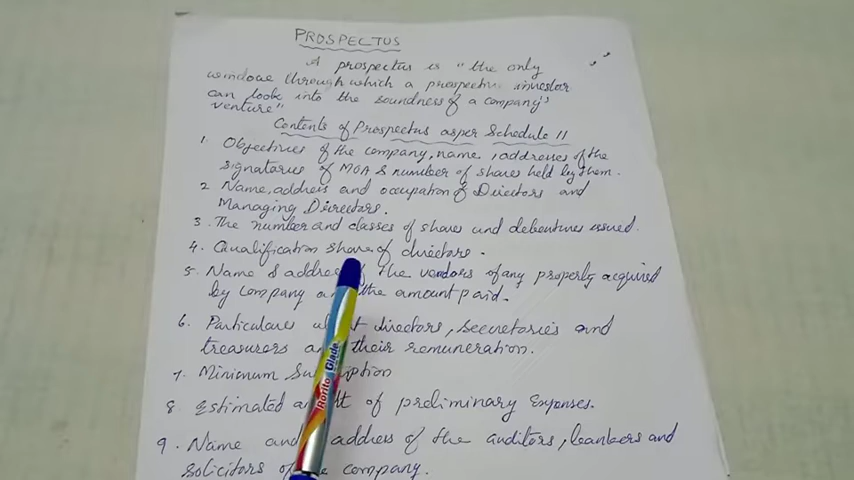 PROSPECTUS
A prospectus is "the only
window through which a prospective investor
can look into the soundness of a company's
venture"
Contents of Prospectus as per Schedule II
1. Objectives of the company, name, addresses of the
signatories of MOA & number of shares held by them.
2. Name, address and occupation of Directors and
Managing Directors.
3. The number and classes of shares and debentures issued.
4. Qualification share of directors.
5. Name & address of the vendors of any property acquired
by company and the amount paid.
6. Particulars about directors, secretaries and
treasurers and their remuneration.
7. Minimum Subscription
8 Estimated amount of preliminary Expenses.
9. Name and address of the auditors, bankers and
solicitors of the company.
Rorito Glade